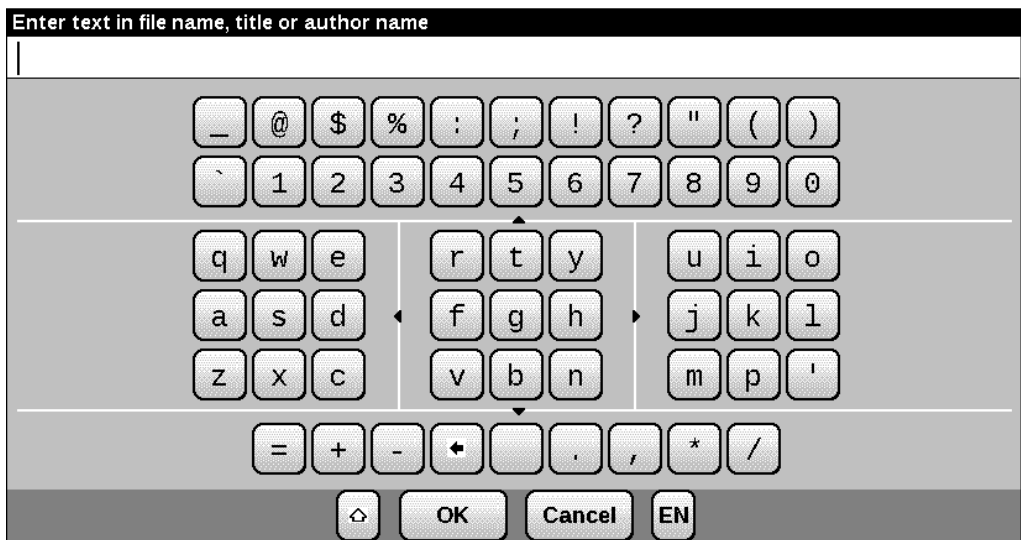 Enter text in file name, title or author name
_ @ $ % : ; ! ? " ( )
` 1 2 3 4 5 6 7 8 9 0
q w e r t y u i o
a s d f g h j k l
z x c v b n m p '
= + - . , * /
OK Cancel EN